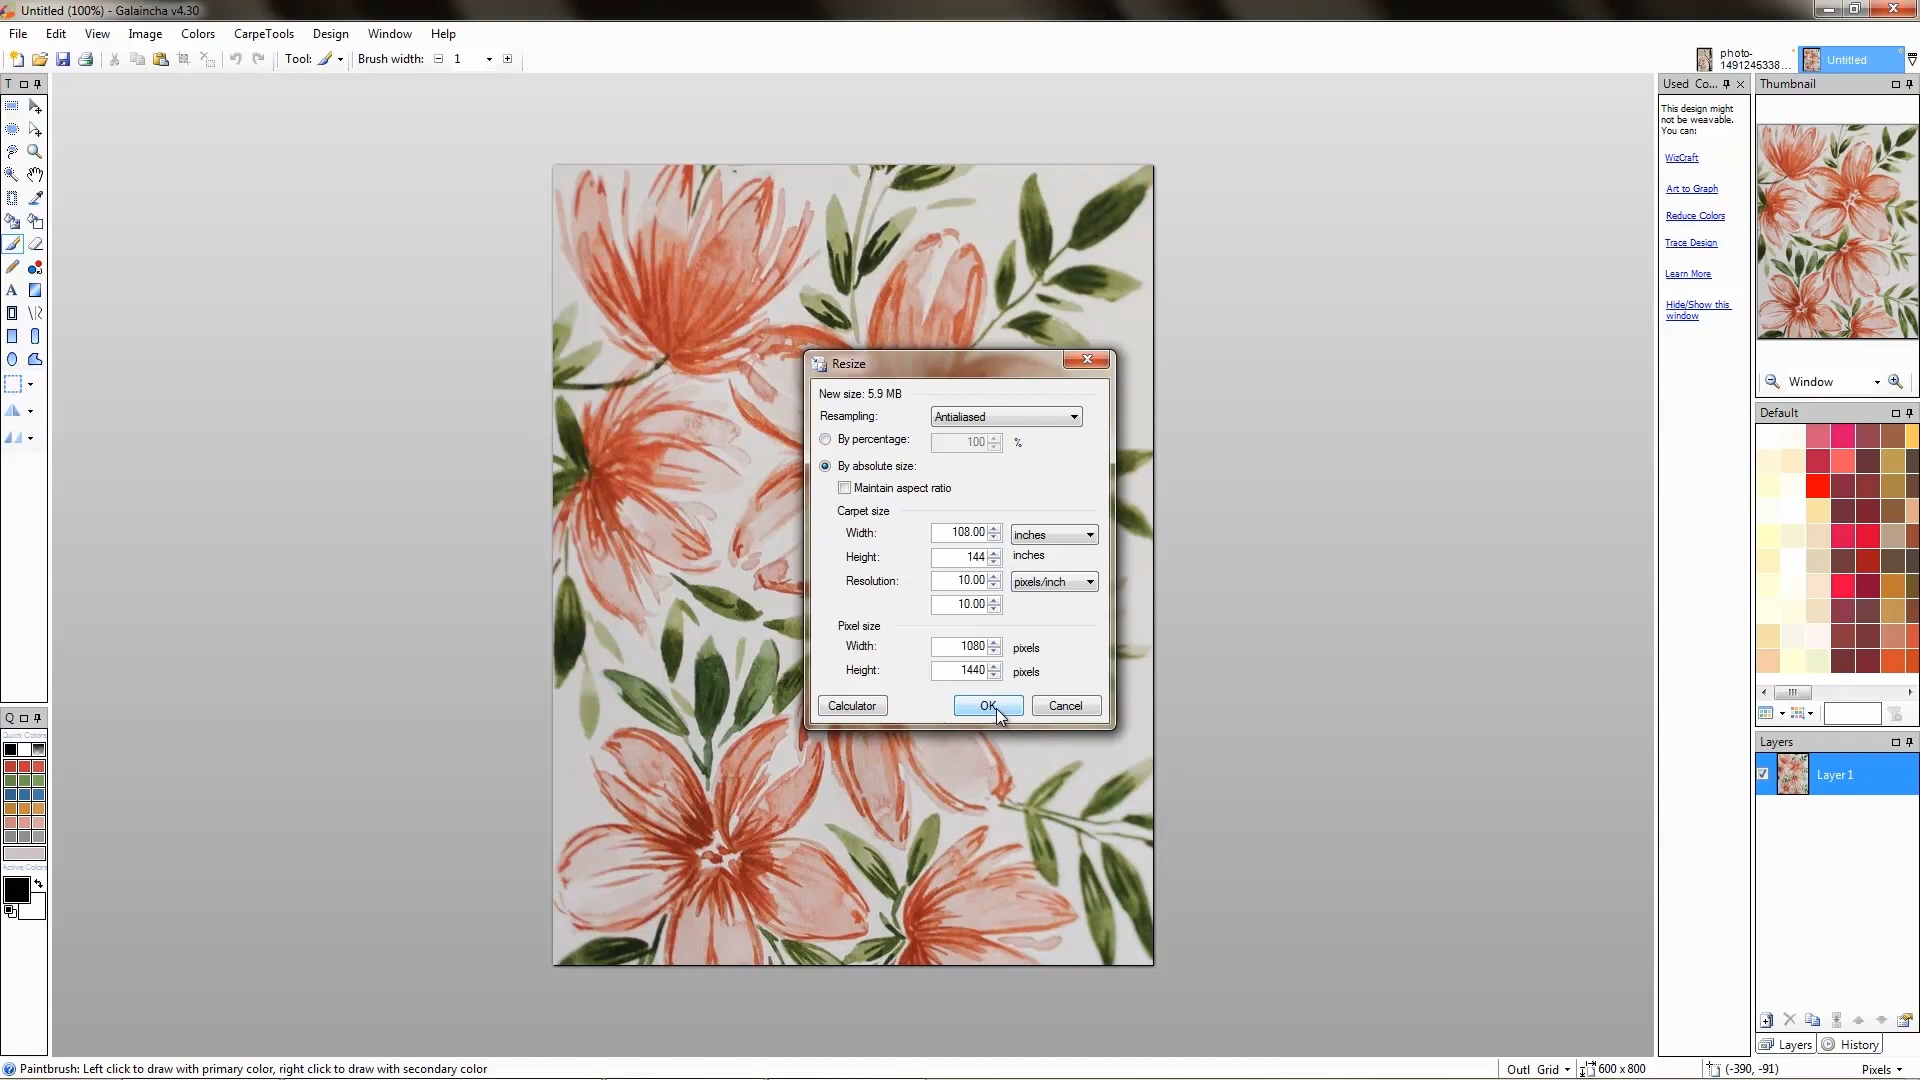 Untitled (100%) - Galaincha v4.30
File Edit View Image Colors CarpeTools Design Window Help
Tool: Brush width: 1
photo-
1491245338...
Untitled
T
Used Co...
Thumbnail
This design might
not be weavable.
You can:
WizCraft
Art to Graph
Reduce Colors
Trace Design
Learn More
Hide/Show this
window
Window
Default
Resize
New size: 5.9 MB
Resampling: Antialiased
By percentage: 100 %
By absolute size:
Maintain aspect ratio
Carpet size
Width: 108.00 inches
Height: 144 inches
Resolution: 10.00 pixels/inch
10.00
Pixel size
Width: 1080 pixels
Height: 1440 pixels
Calculator OK Cancel
Q
Quick Colors
Active Colors
Layers
Layer 1
Layers History
Paintbrush: Left click to draw with primary color, right click to draw with secondary color
Outl Grid 600 x 800 (-390, -91) Pixels